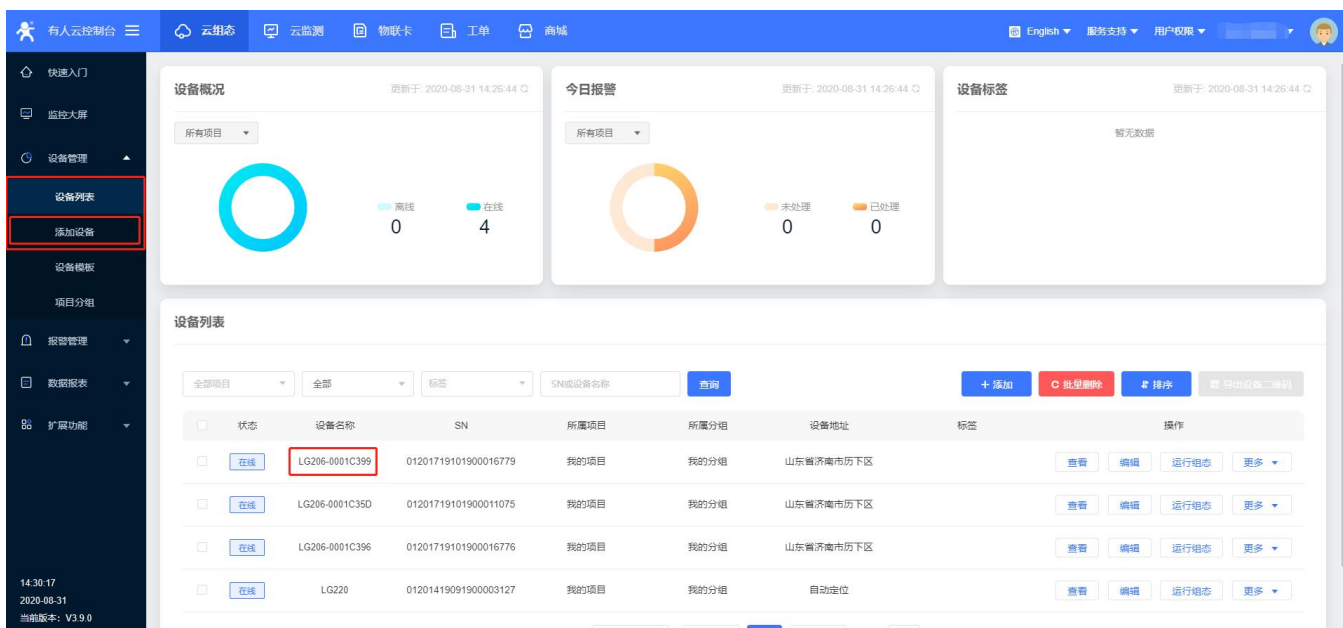 有人云控制台 云组态 云监测 物联卡 工单 商城 English 服务支持 用户权限
快速入门
监控大屏
设备管理
设备列表
添加设备
设备模板
项目分组
报警管理
数据报表
扩展功能
14:30:17
2020-08-31
当前版本：V3.9.0
设备概况 更新于: 2020-08-31 14:26:44
所有项目
离线 在线
0 4
今日报警 更新于: 2020-08-31 14:26:44
所有项目
未处理 已处理
0 0
设备标签 更新于: 2020-08-31 14:26:44
暂无数据
设备列表
全部项目 全部 标签 SN或设备名称 查询 +添加 批量删除 排序 导出设备二维码
状态 设备名称 SN 所属项目 所属分组 设备地址 标签 操作
在线 LG206-0001C399 01201719101900016779 我的项目 我的分组 山东省济南市历下区 查看 编辑 运行组态 更多
在线 LG206-0001C35D 01201719101900011075 我的项目 我的分组 山东省济南市历下区 查看 编辑 运行组态 更多
在线 LG206-0001C396 01201719101900016776 我的项目 我的分组 山东省济南市历下区 查看 编辑 运行组态 更多
在线 LG220 01201419091900003127 我的项目 我的分组 自动定位 查看 编辑 运行组态 更多